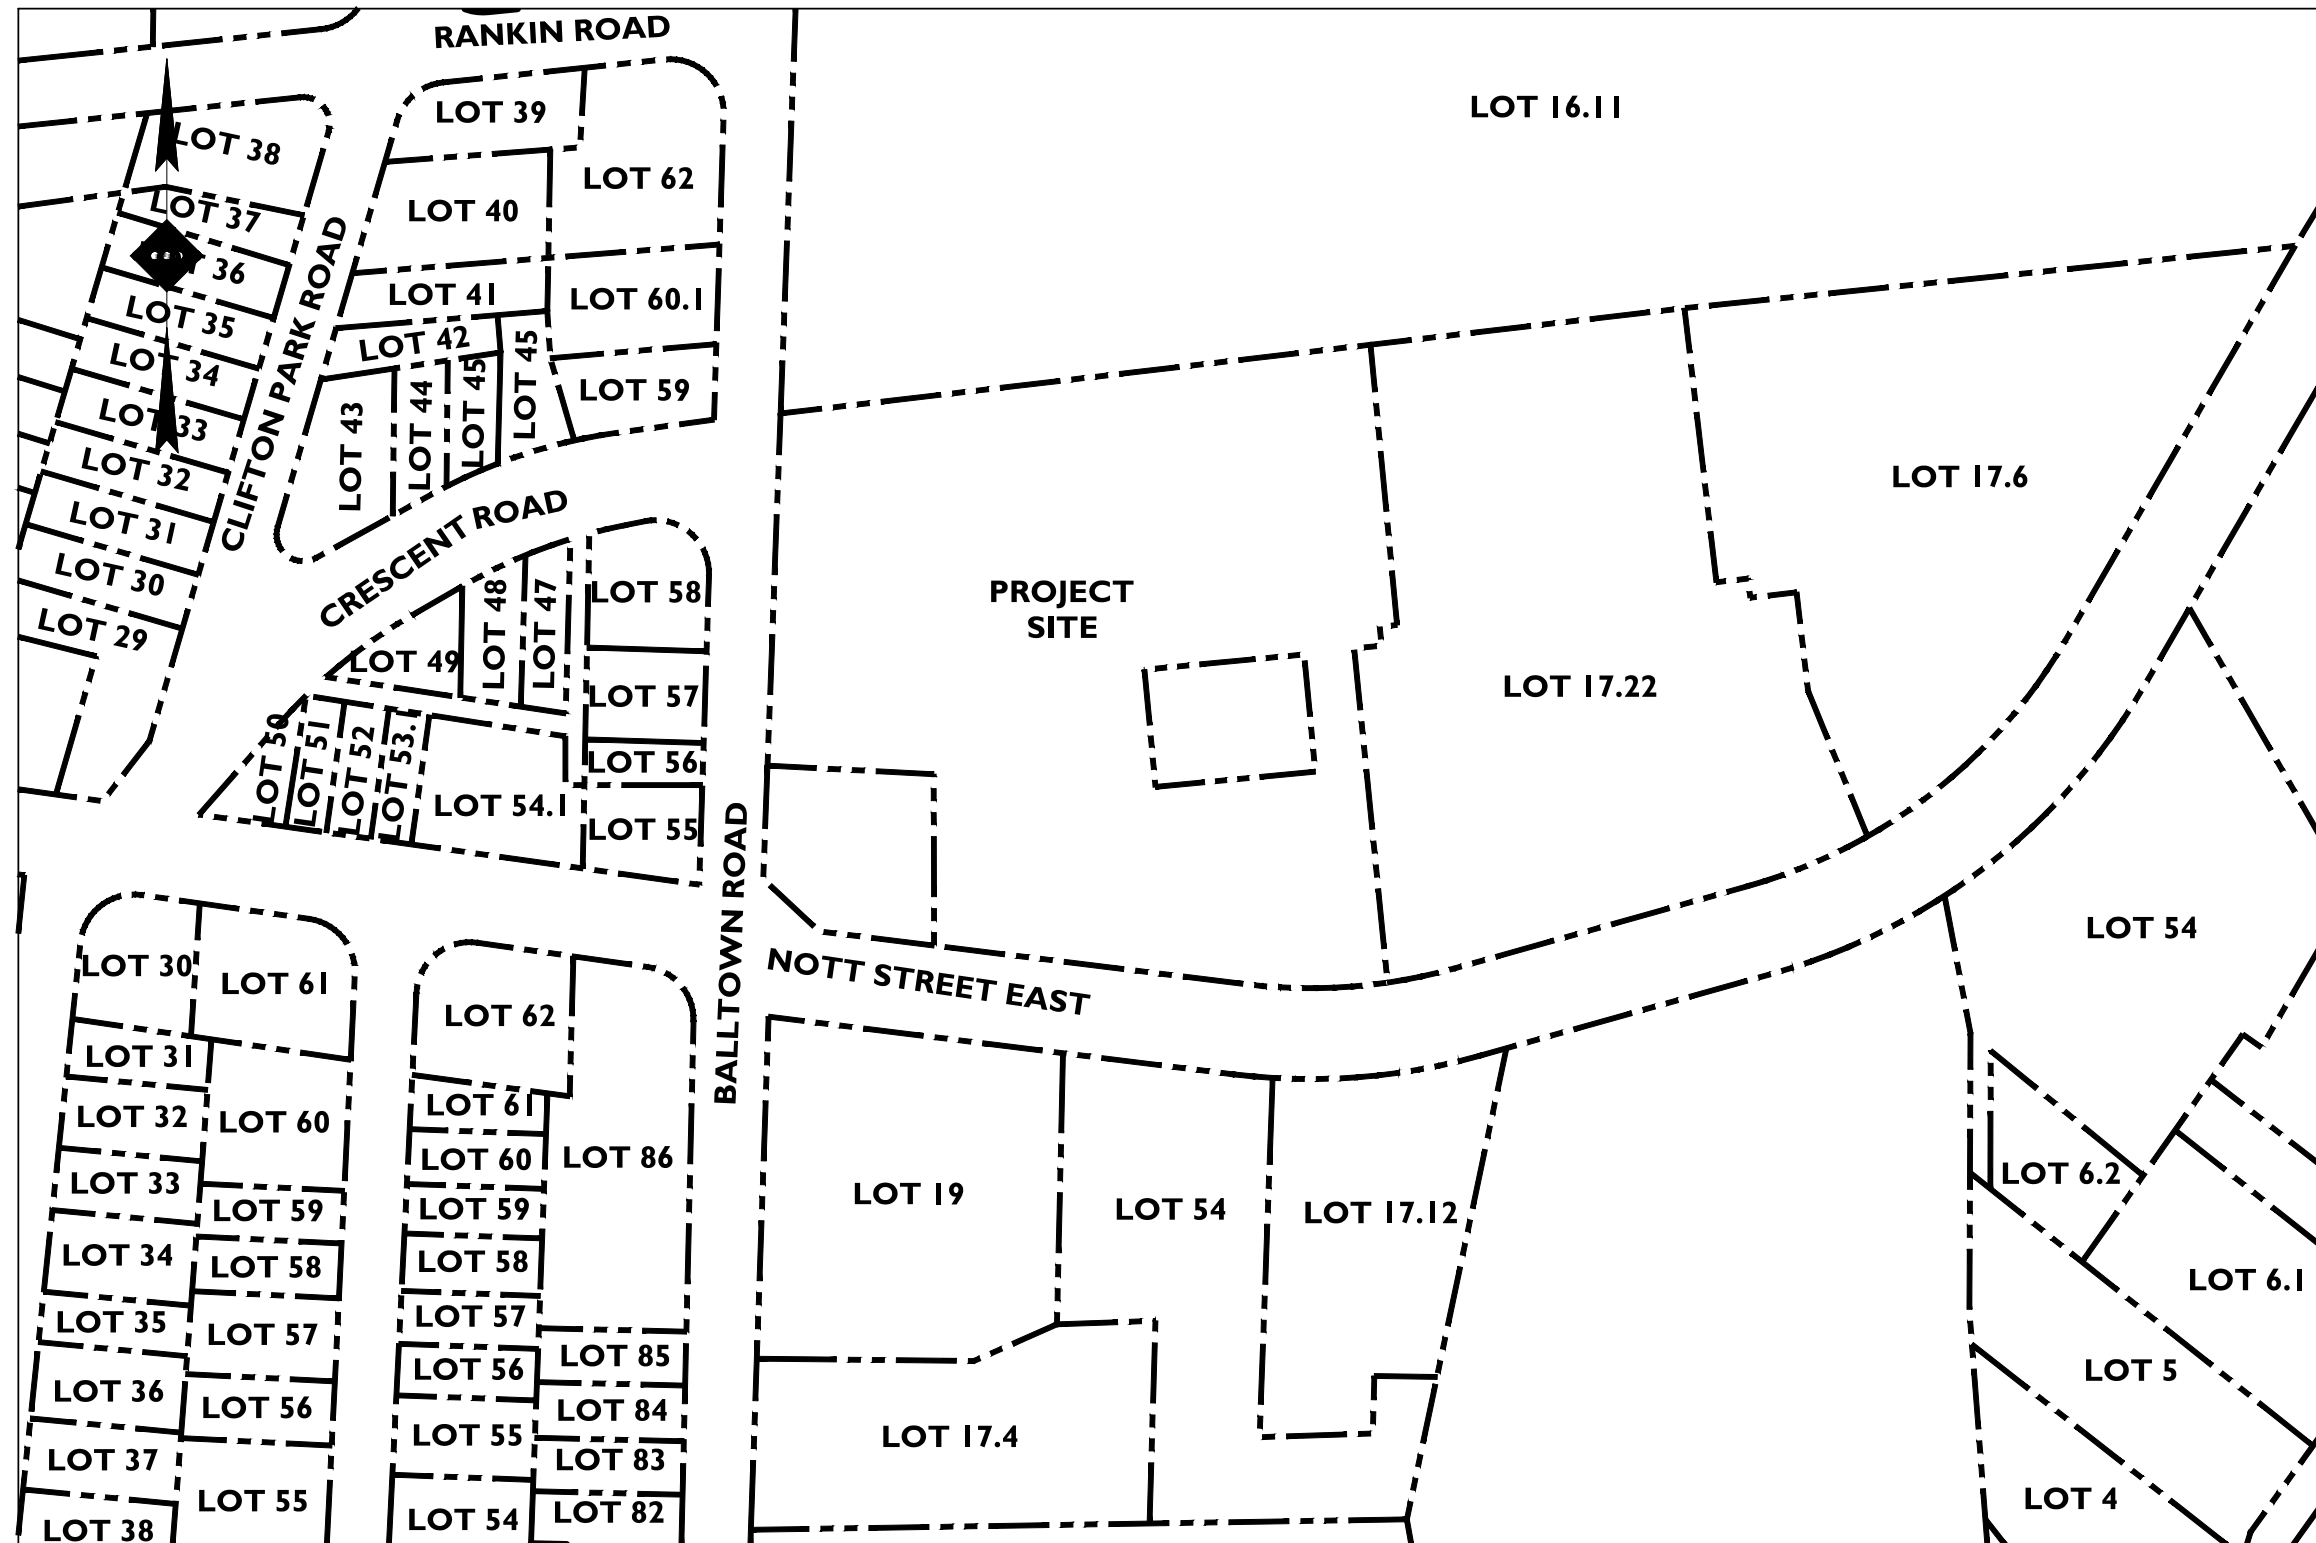 RANKIN ROAD
LOT 16.11
LOT 39
LOT 38
LOT 62
LOT 40
LOT 37
36
LOT 41
LOT 60.1
LOT 35
LOT 42
LOT 34
LOT 59
LOT 33
LOT 43
LOT 44
LOT 45
LOT 45
CLIFTON PARK ROAD
LOT 32
LOT 17.6
LOT 31
CRESCENT ROAD
LOT 30
LOT 29
LOT 58
PROJECT
SITE
LOT 49
LOT 48
LOT 47
LOT 57
LOT 17.22
LOT 50
LOT 51
LOT 52
LOT 53.
LOT 56
LOT 54.1
LOT 55
BALLTOWN ROAD
LOT 54
LOT 30
LOT 61
NOTT STREET EAST
LOT 62
LOT 31
LOT 61
LOT 32
LOT 60
LOT 60
LOT 86
LOT 33
LOT 6.2
LOT 19
LOT 59
LOT 59
LOT 54
LOT 17.12
LOT 34
LOT 58
LOT 58
LOT 6.1
LOT 35
LOT 57
LOT 57
LOT 85
LOT 5
LOT 56
LOT 36
LOT 56
LOT 84
LOT 55
LOT 17.4
LOT 37
LOT 83
LOT 55
LOT 4
LOT 38
LOT 54
LOT 82